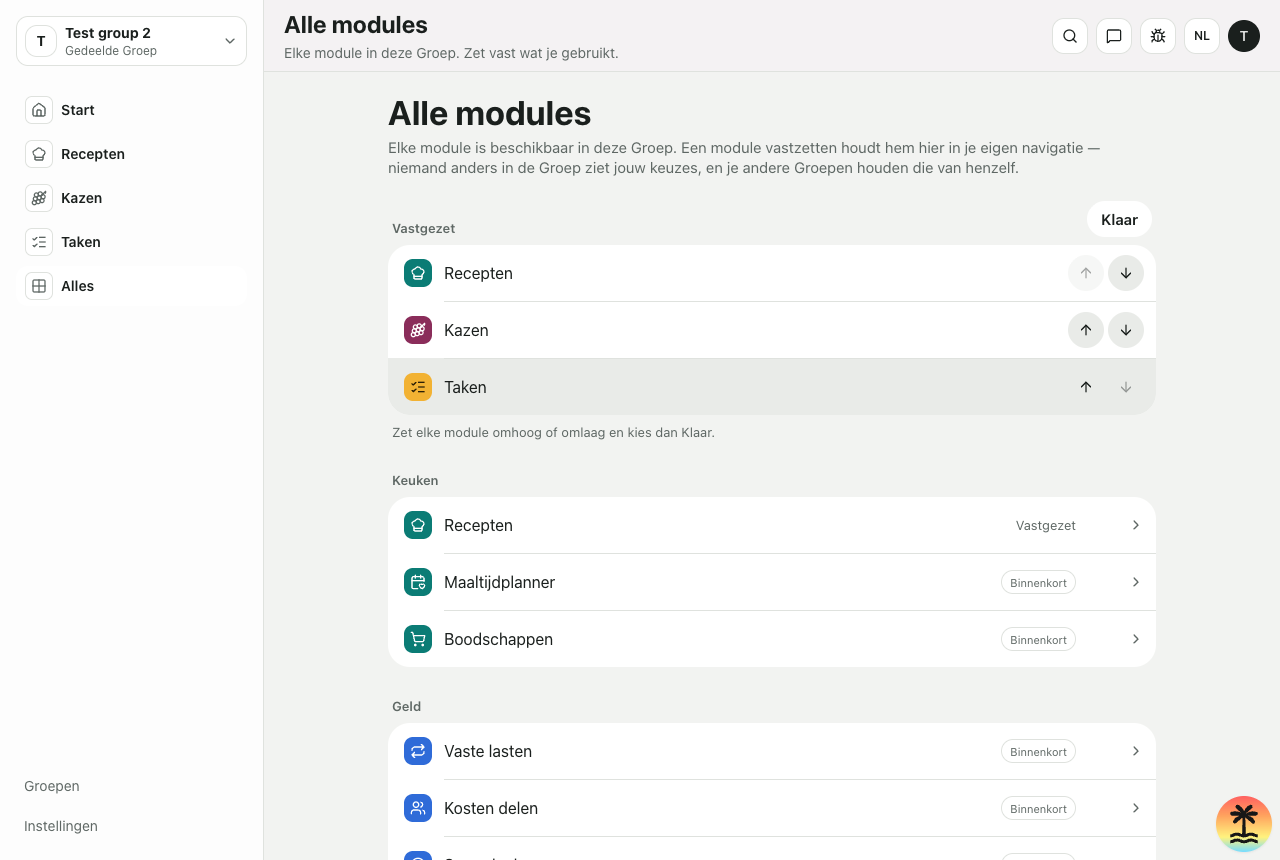 T
Test group 2
Gedeelde Groep
Start
Recepten
Kazen
Taken
Alles
Groepen
Instellingen
Alle modules
Elke module in deze Groep. Zet vast wat je gebruikt.
NL
T
Alle modules
Elke module is beschikbaar in deze Groep. Een module vastzetten houdt hem hier in je eigen navigatie —
niemand anders in de Groep ziet jouw keuzes, en je andere Groepen houden die van henzelf.
Vastgezet
Klaar
Recepten
Kazen
Taken
Zet elke module omhoog of omlaag en kies dan Klaar.
Keuken
Recepten Vastgezet
Maaltijdplanner Binnenkort
Boodschappen Binnenkort
Geld
Vaste lasten Binnenkort
Kosten delen Binnenkort